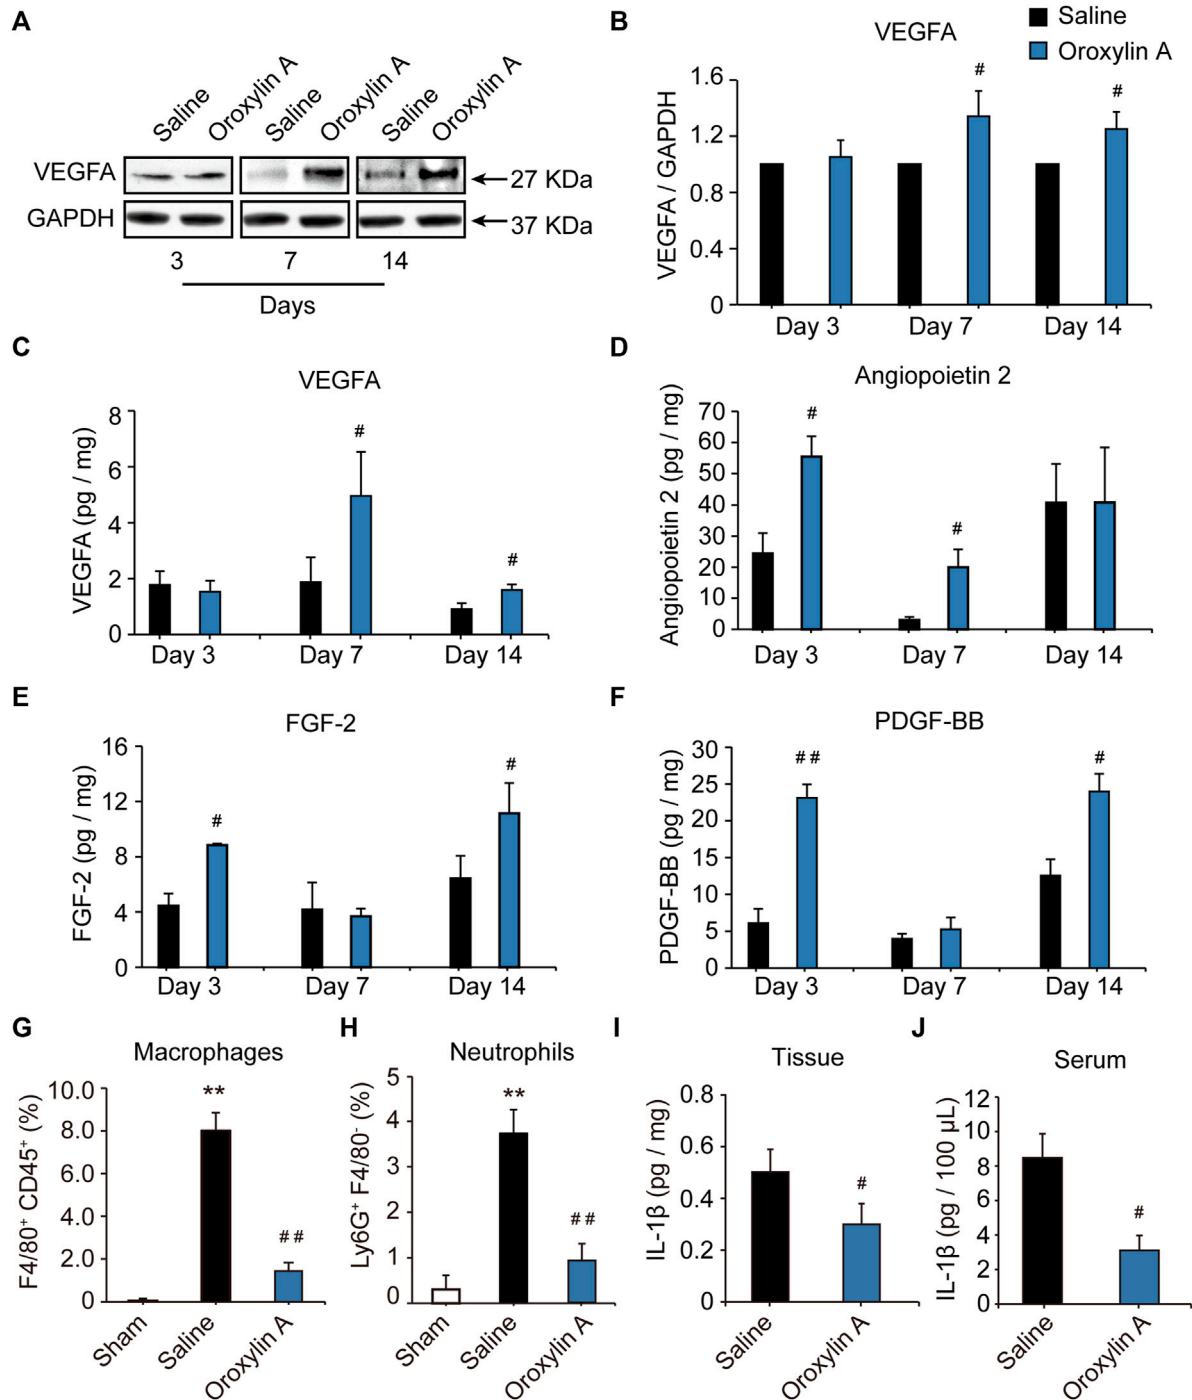 A
Saline
Oroxylin A
Saline
Oroxylin A
Saline
Oroxylin A
VEGFA
27 KDa
GAPDH
37 KDa
3 7 14
Days
B
Saline
Oroxylin A
VEGFA
VEGFA / GAPDH
1.6
1.2
0.8
0.4
0
# #
Day 3 Day 7 Day 14
C
VEGFA
VEGFA (pg / mg)
8
6
4
2
0
# #
Day 3 Day 7 Day 14
D
Angiopoietin 2
Angiopoietin 2 (pg / mg)
70
60
50
40
30
20
10
0
# #
Day 3 Day 7 Day 14
E
FGF-2
FGF-2 (pg / mg)
16
12
8
4
0
# #
Day 3 Day 7 Day 14
F
PDGF-BB
PDGF-BB (pg / mg)
30
25
20
15
10
5
0
## #
Day 3 Day 7 Day 14
G
Macrophages
F4/80⁺ CD45⁺ (%)
10.0
8.0
6.0
4.0
2.0
0
** ##
Sham Saline Oroxylin A
H
Neutrophils
Ly6G⁺ F4/80⁻ (%)
5
4
3
2
1
0
** ##
Sham Saline Oroxylin A
I
Tissue
IL-1β (pg / mg)
0.8
0.6
0.4
0.2
0
#
Saline Oroxylin A
J
Serum
IL-1β (pg / 100 µL)
12
10
8
6
4
2
0
#
Saline Oroxylin A